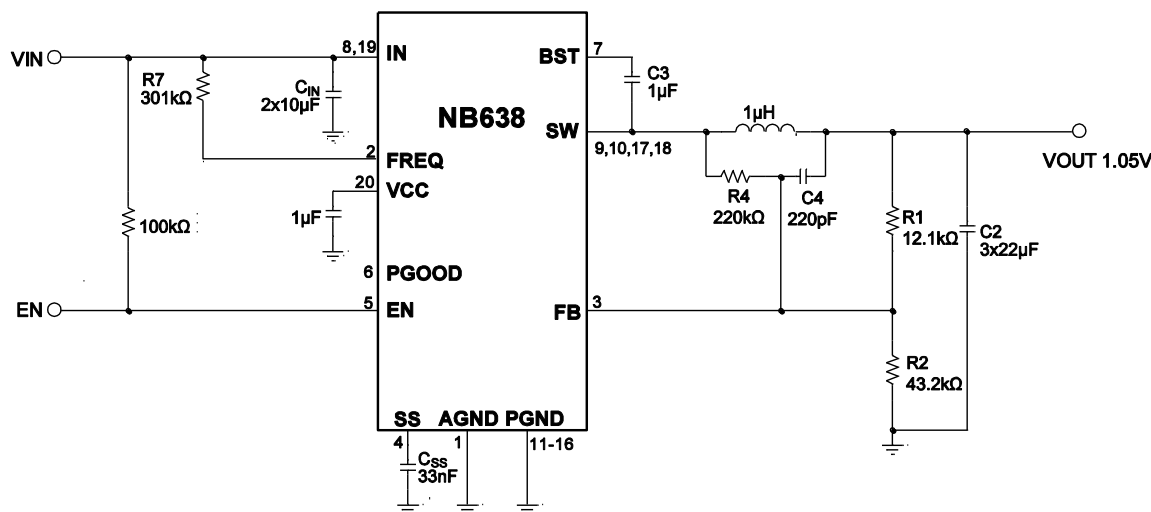 VIN
R7
301kΩ
CIN
2x10µF
8,19
IN
2
FREQ
20
VCC
1µF
100kΩ
6
PGOOD
EN
5
EN
NB638
BST
7
C3
1µF
SW
9,10,17,18
1µH
R4
220kΩ
C4
220pF
VOUT 1.05V
R1
12.1kΩ
C2
3x22µF
FB
3
R2
43.2kΩ
SS
AGND
PGND
4
1
11-16
CSS
33nF